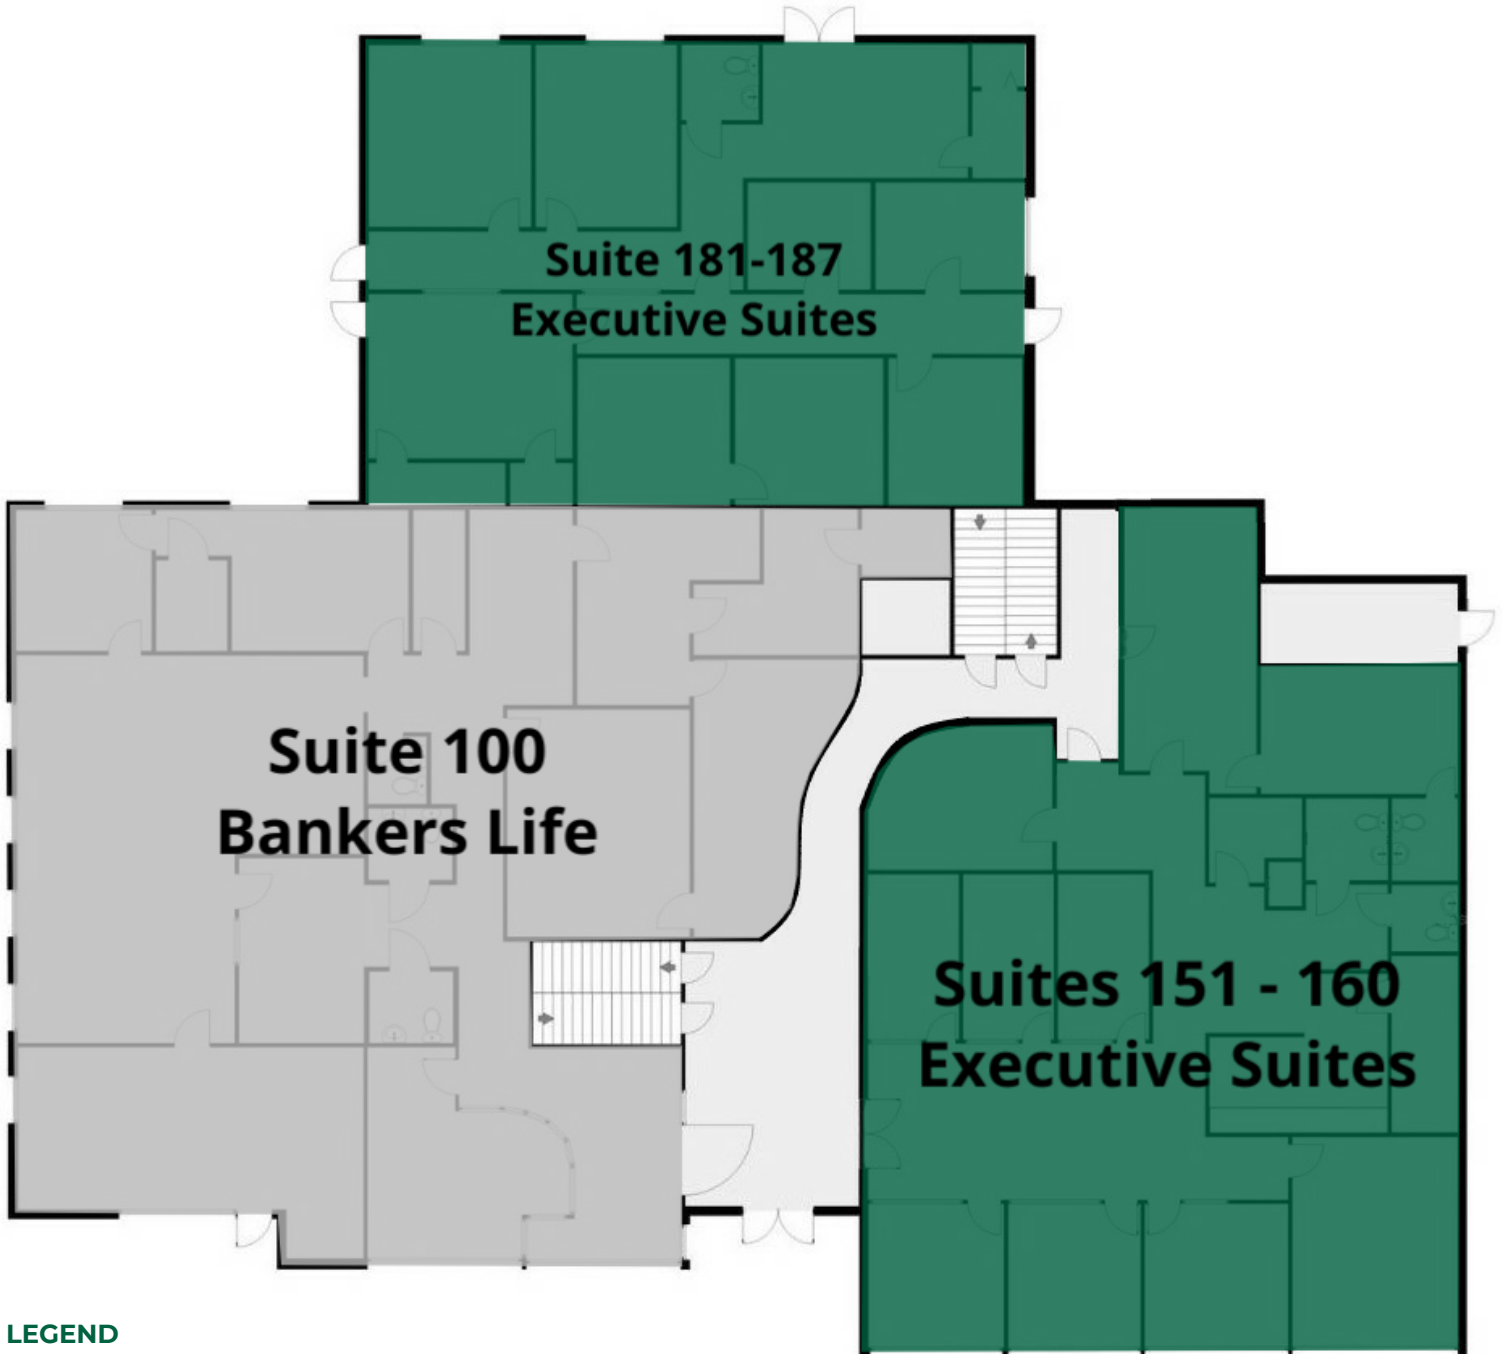 Suite 181-187
Executive Suites
Suite 100
Bankers Life
Suites 151 - 160
Executive Suites
LEGEND